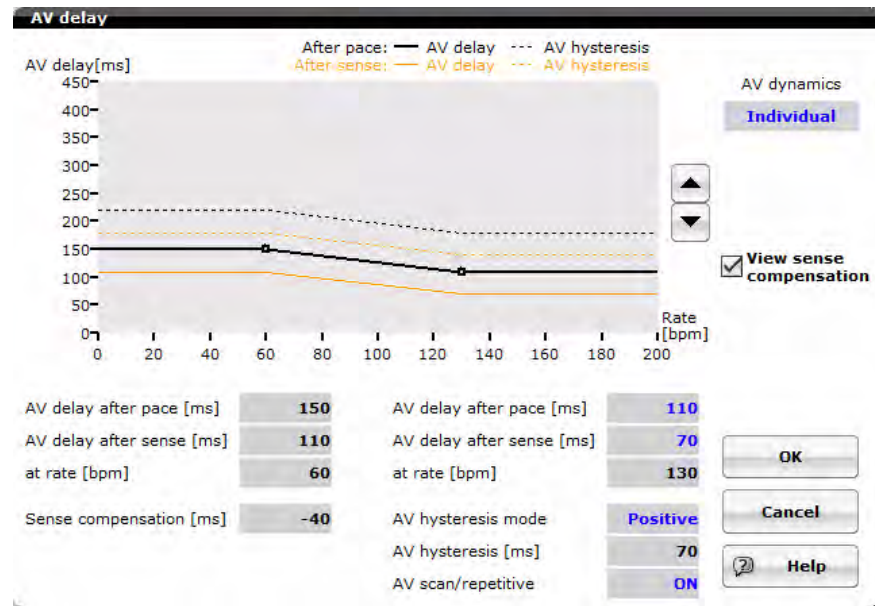 AV delay
After pace: — AV delay --- AV hysteresis
After sense: — AV delay --- AV hysteresis
AV delay[ms]
450
400
350
300
250
200
150
100
50
0
0 20 40 60 80 100 120 140 160 180 200
Rate
[bpm]
AV dynamics
Individual
View sense
compensation
AV delay after pace [ms] 150
AV delay after sense [ms] 110
at rate [bpm] 60
Sense compensation [ms] -40
AV delay after pace [ms] 110
AV delay after sense [ms] 70
at rate [bpm] 130
AV hysteresis mode Positive
AV hysteresis [ms] 70
AV scan/repetitive ON
OK
Cancel
Help